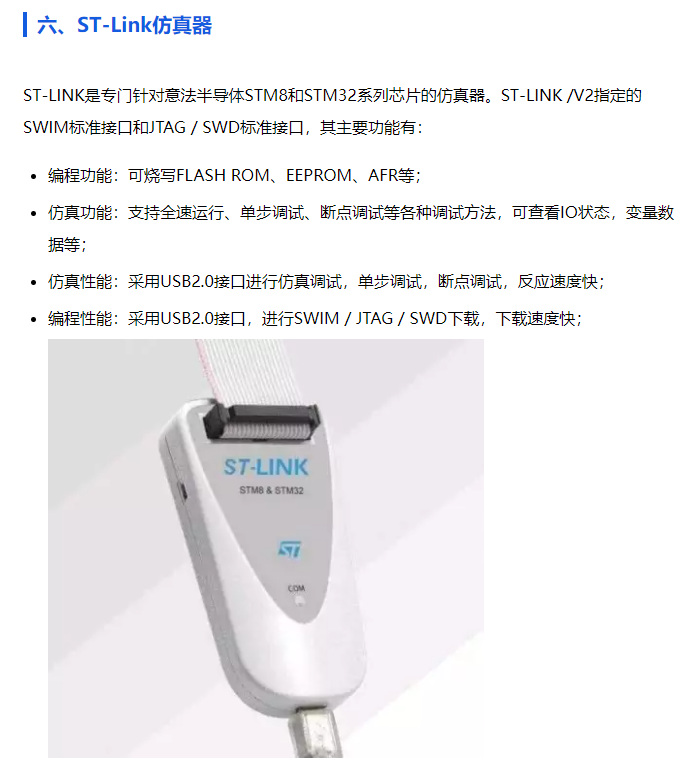 六、ST-Link仿真器
ST-LINK是专门针对意法半导体STM8和STM32系列芯片的仿真器。ST-LINK /V2指定的
SWIM标准接口和JTAG / SWD标准接口，其主要功能有：
编程功能：可烧写FLASH ROM、EEPROM、AFR等；
仿真功能：支持全速运行、单步调试、断点调试等各种调试方法，可查看IO状态，变量数
据等；
仿真性能：采用USB2.0接口进行仿真调试，单步调试，断点调试，反应速度快；
编程性能：采用USB2.0接口，进行SWIM / JTAG / SWD下载，下载速度快；
ST-LINK
STM8 & STM32
ST
COM